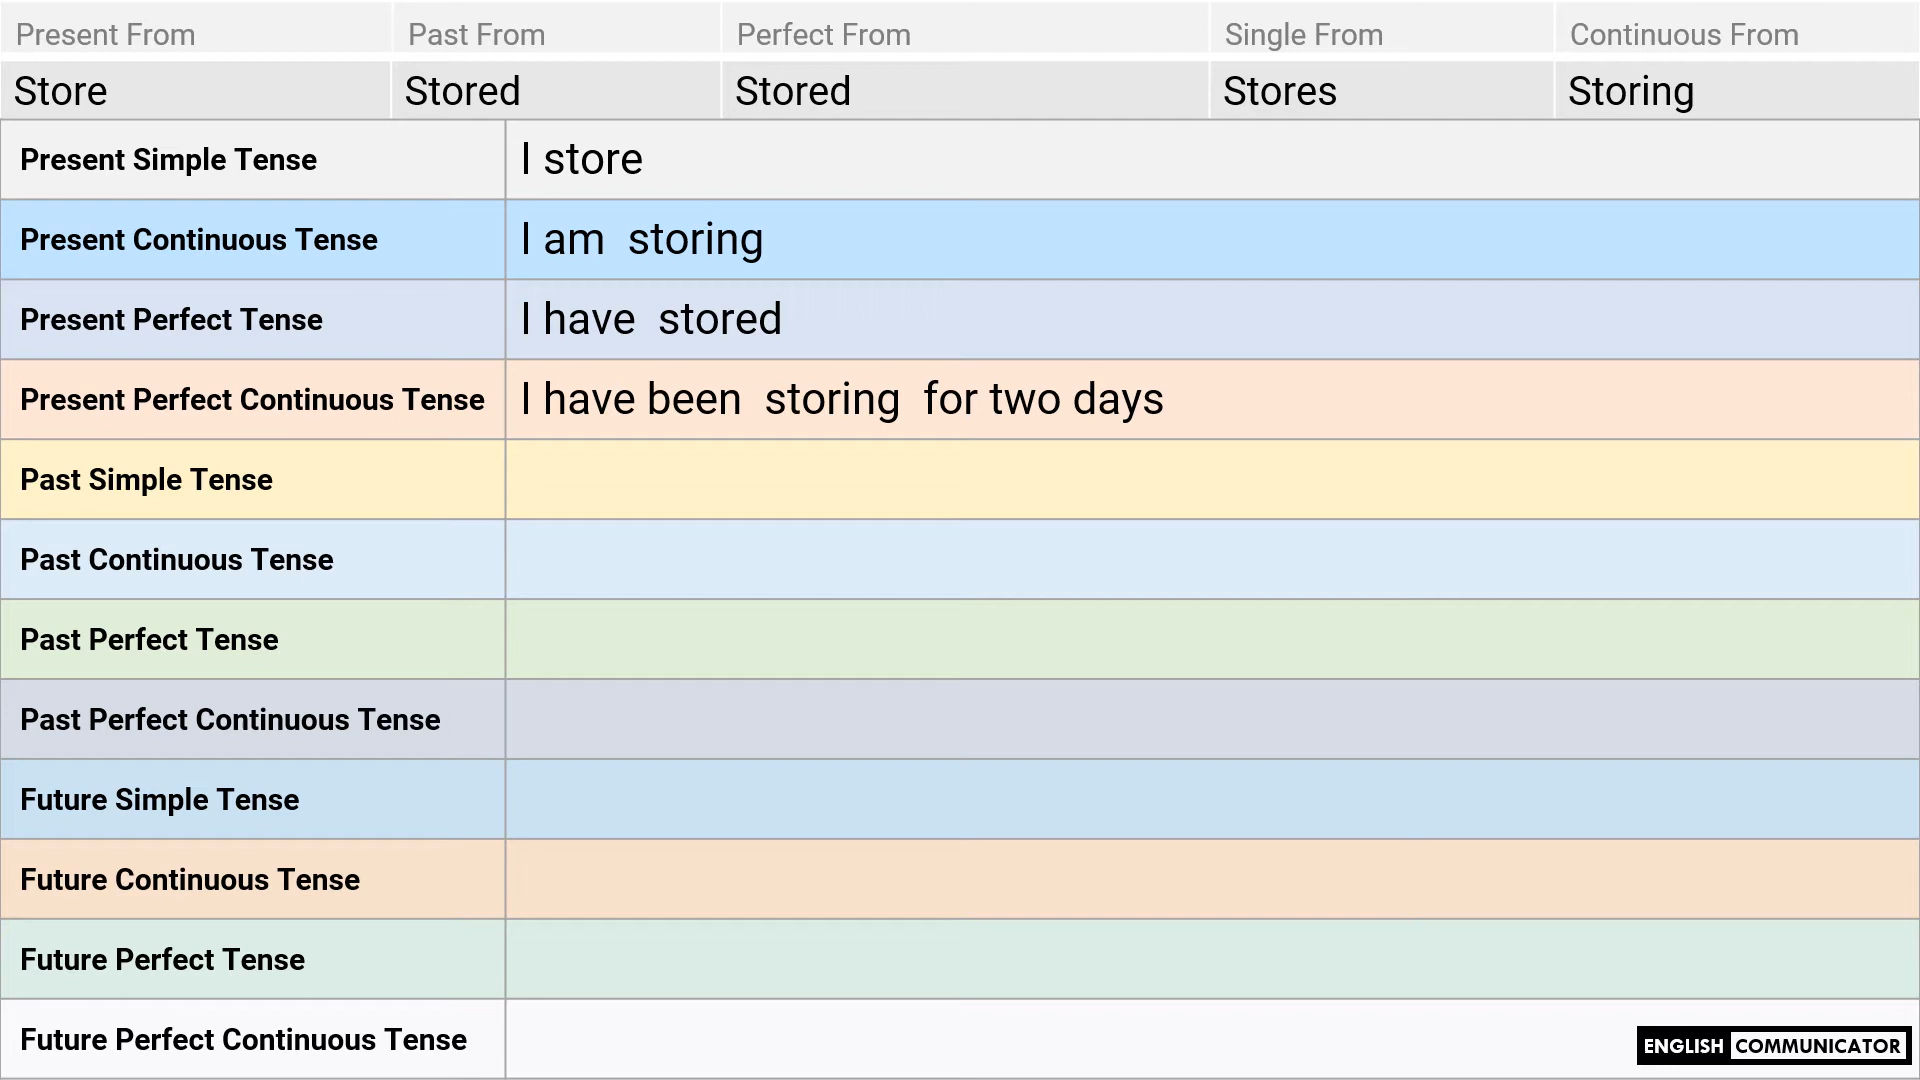 Present From Past From Perfect From Single From Continuous From
Store Stored Stored Stores Storing
Present Simple Tense I store
Present Continuous Tense I am storing
Present Perfect Tense I have stored
Present Perfect Continuous Tense I have been storing for two days
Past Simple Tense
Past Continuous Tense
Past Perfect Tense
Past Perfect Continuous Tense
Future Simple Tense
Future Continuous Tense
Future Perfect Tense
Future Perfect Continuous Tense
ENGLISH COMMUNICATOR